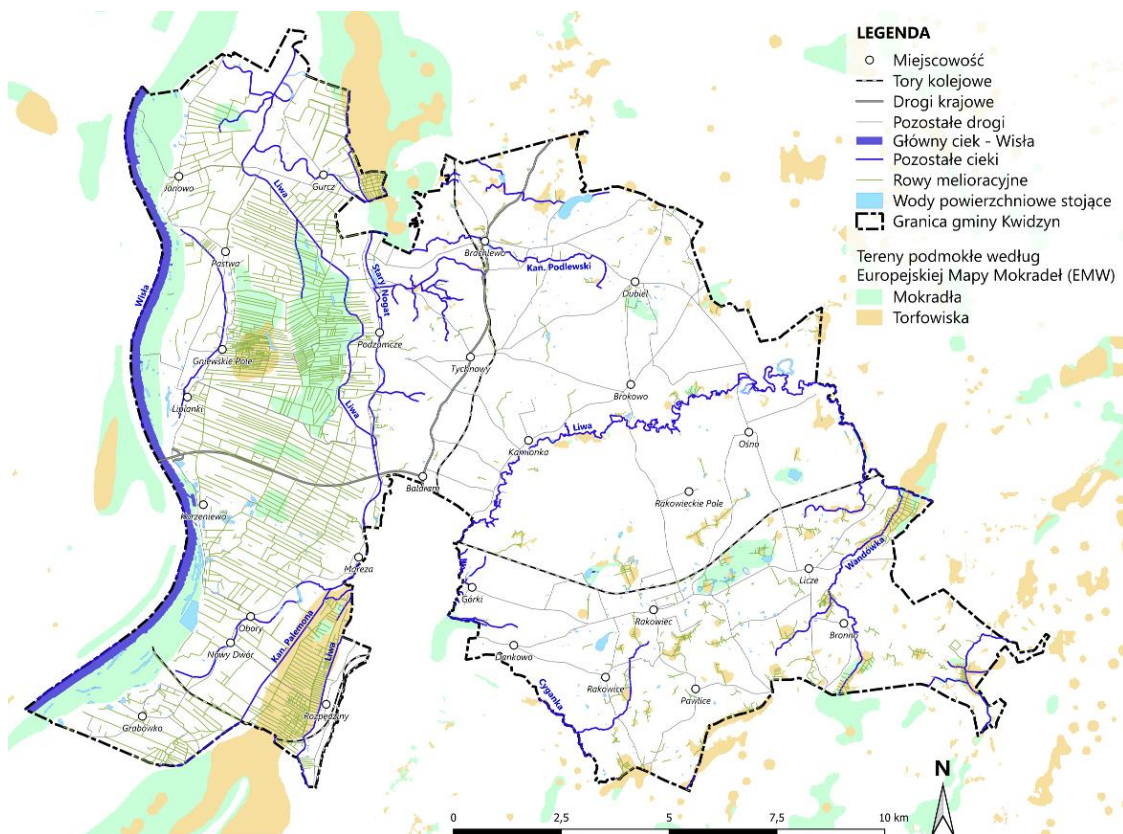 LEGENDA
Miejscowość
Tory kolejowe
Drogi krajowe
Pozostałe drogi
Główny ciek - Wisła
Pozostałe cieki
Rowy melioracyjne
Wody powierzchniowe stojące
Granica gminy Kwidzyn
Tereny podmokłe według
Europejskiej Mapy Mokradeł (EMW)
Mokradła
Torfowiska
Janowo
Gurcz
Liwa
Pastwa
Brachlewo
Kan. Podlewski
Stary Nogat
Dubiel
Wisła
Podzamcze
Gniewskie Pole
Tychnowy
Lipianki
Liwa
Brokowo
Liwa
Kamionka
Ośno
Baldram
Rakowieckie Pole
Korzeniewo
Wandówka
Mareza
Licze
Górki
Obory
Kan. Palemona
Rakowiec
Bronno
Nowy Dwór
Liwa
Dankowo
Cyganka
Rakowice
Pawlice
Grabówko
Rozpędziny
N
0
2,5
5
7,5
10 km